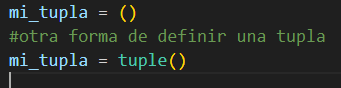 mi_tupla = ()
#otra forma de definir una tupla
mi_tupla = tuple()